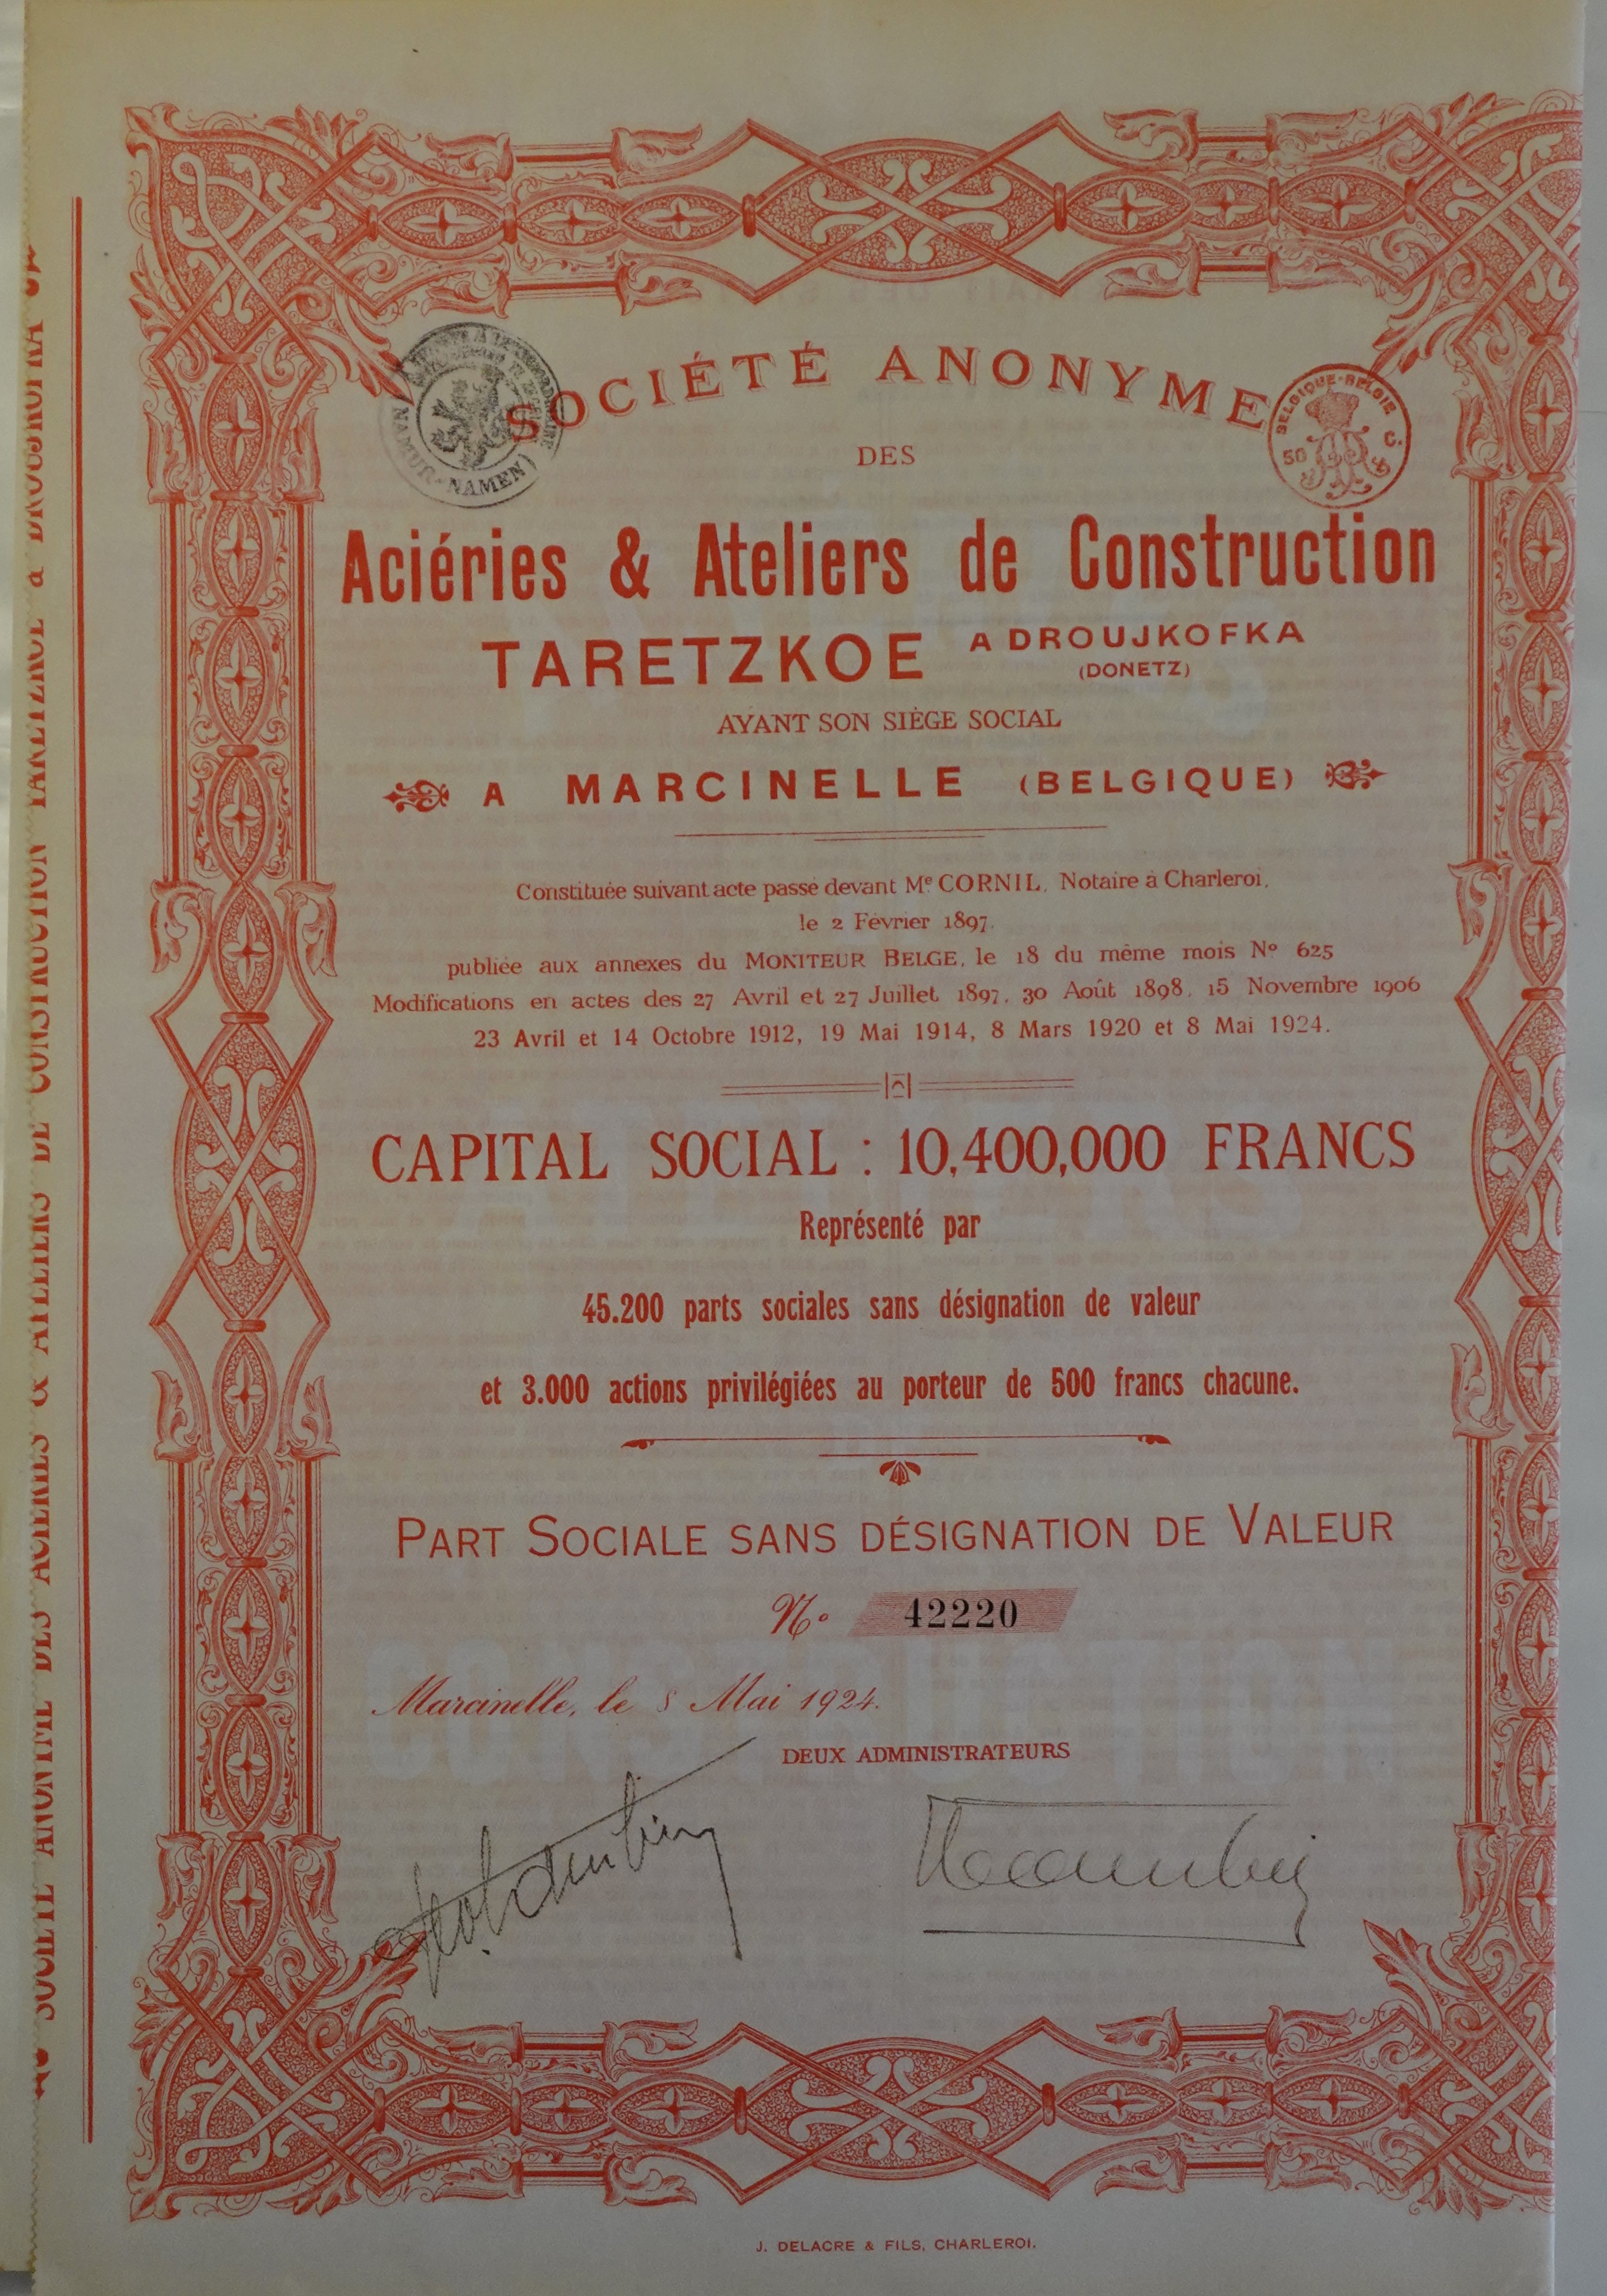 SOCIÉTÉ ANONYME
DES
Aciéries & Ateliers de Construction
TARETZKOE A DROUJKOFKA
(DONETZ)
AYANT SON SIÈGE SOCIAL
A MARCINELLE (BELGIQUE)
Constituée suivant acte passé devant Me CORNIL, Notaire à Charleroi,
le 2 Février 1897.
publiée aux annexes du MONITEUR BELGE, le 18 du même mois No 625
Modifications en actes des 27 Avril et 27 Juillet 1897, 30 Août 1898, 15 Novembre 1906
23 Avril et 14 Octobre 1912, 19 Mai 1914, 8 Mars 1920 et 8 Mai 1924.
CAPITAL SOCIAL : 10,400,000 FRANCS
Représenté par
45.200 parts sociales sans désignation de valeur
et 3.000 actions privilégiées au porteur de 500 francs chacune.
PART SOCIALE SANS DÉSIGNATION DE VALEUR
No 42220
Marcinelle, le 8 Mai 1924.
DEUX ADMINISTRATEURS
J. DELACRE & FILS, CHARLEROI.
BELGIQUE-BELGIE
50 C.
(NAMUR-NAMEN)
SOCIÉTÉ ANONYME DES ACIÉRIES & ATELIERS DE CONSTRUCTION TARETZKOE à DROUJKOFKA